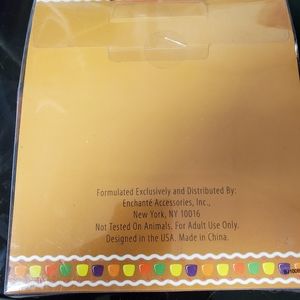 Formulated Exclusively and Distributed By:
Enchanté Accessories, Inc.,
New York, NY 10016
Not Tested On Animals. For Adult Use Only.
Designed in the USA. Made in China.